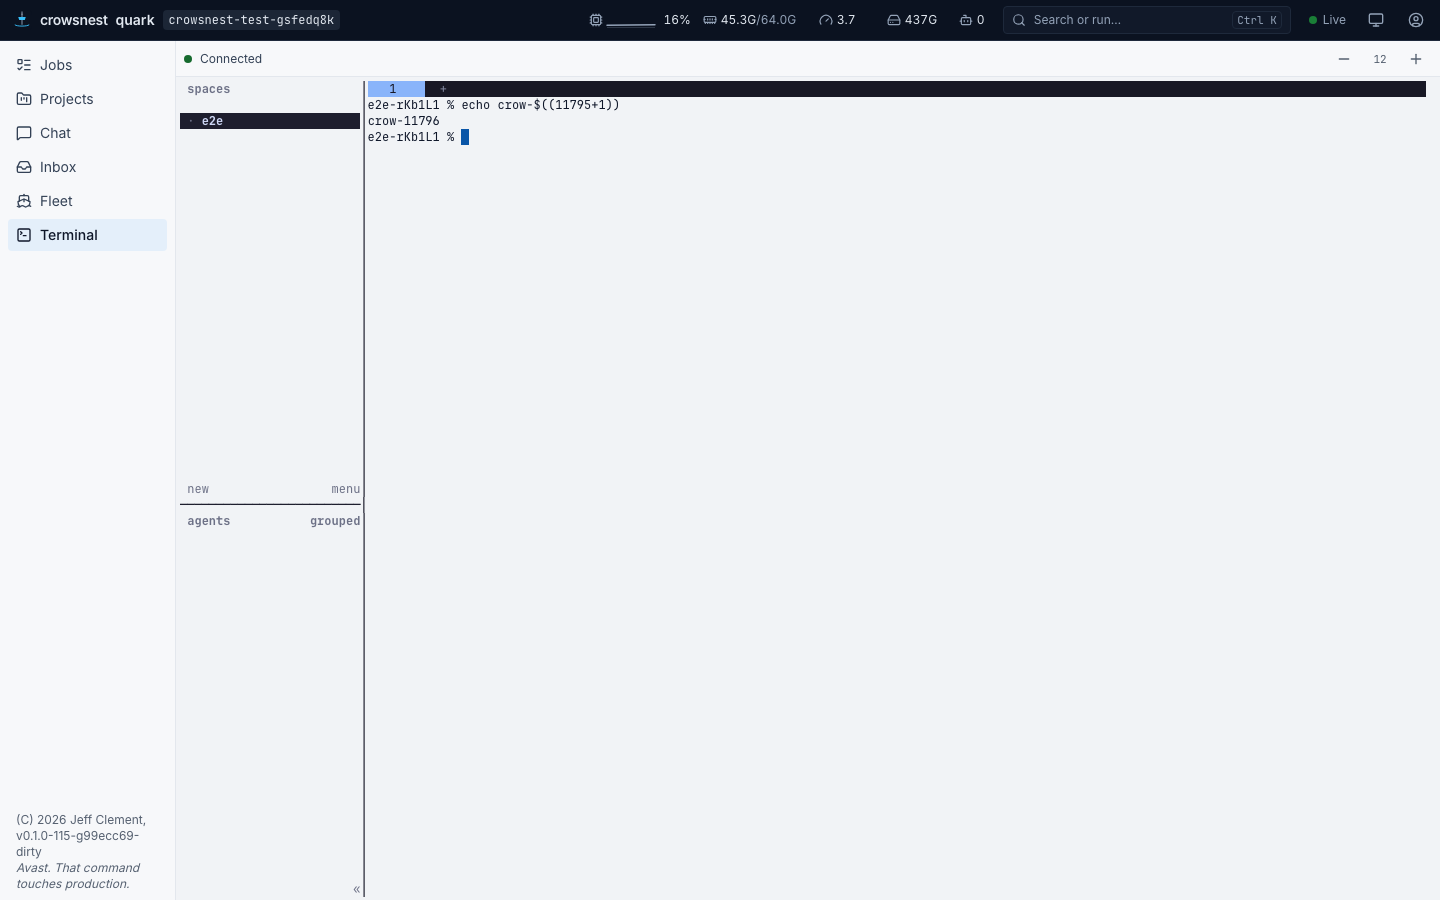 crowsnest quark crowsnest-test-gsfedq8k 16% 45.3G/64.0G 3.7 437G 0 Search or run... Ctrl K Live
Jobs
Projects
Chat
Inbox
Fleet
Terminal
Connected
12
spaces
· e2e
new menu
agents grouped
«
1 +
e2e-rKb1L1 % echo crow-$((11795+1))
crow-11796
e2e-rKb1L1 %
(C) 2026 Jeff Clement,
v0.1.0-115-g99ecc69-
dirty
Avast. That command
touches production.